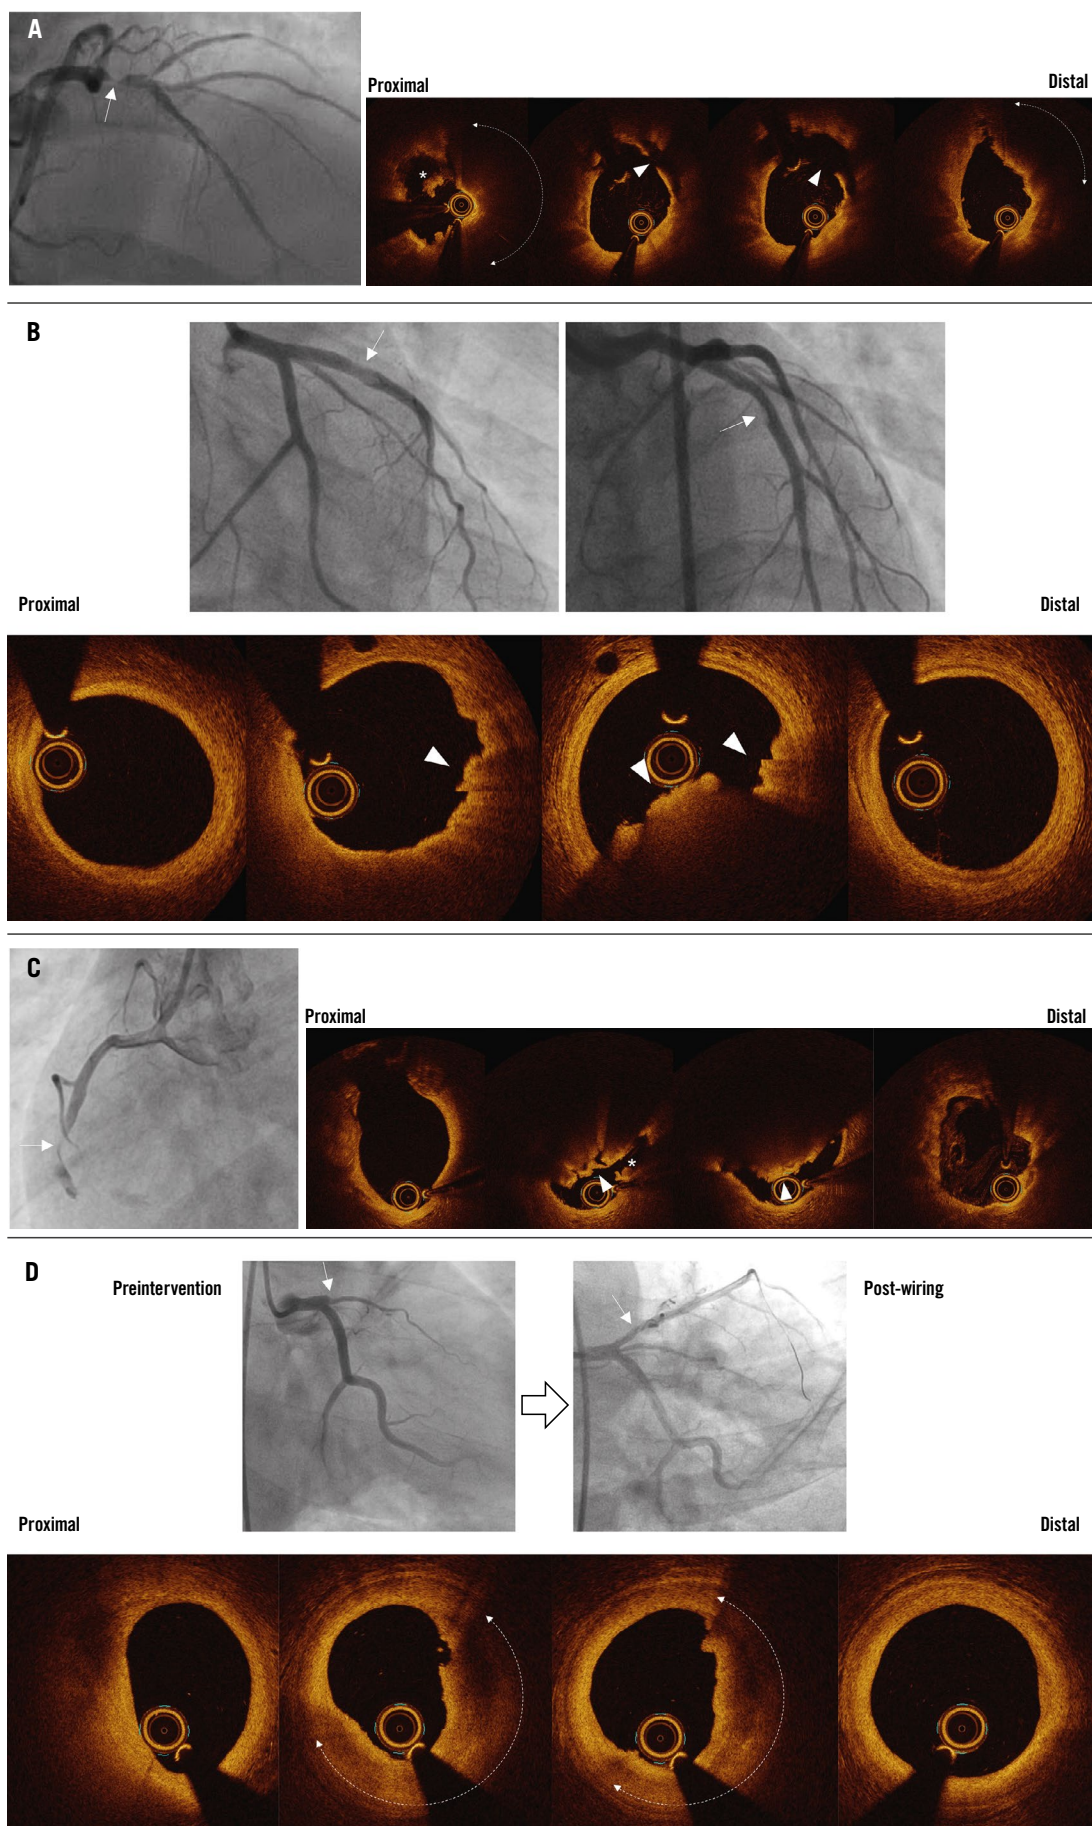 A
Proximal
Distal
*
B
Proximal
Distal
C
Proximal
Distal
*
D
Preintervention
Post-wiring
Proximal
Distal